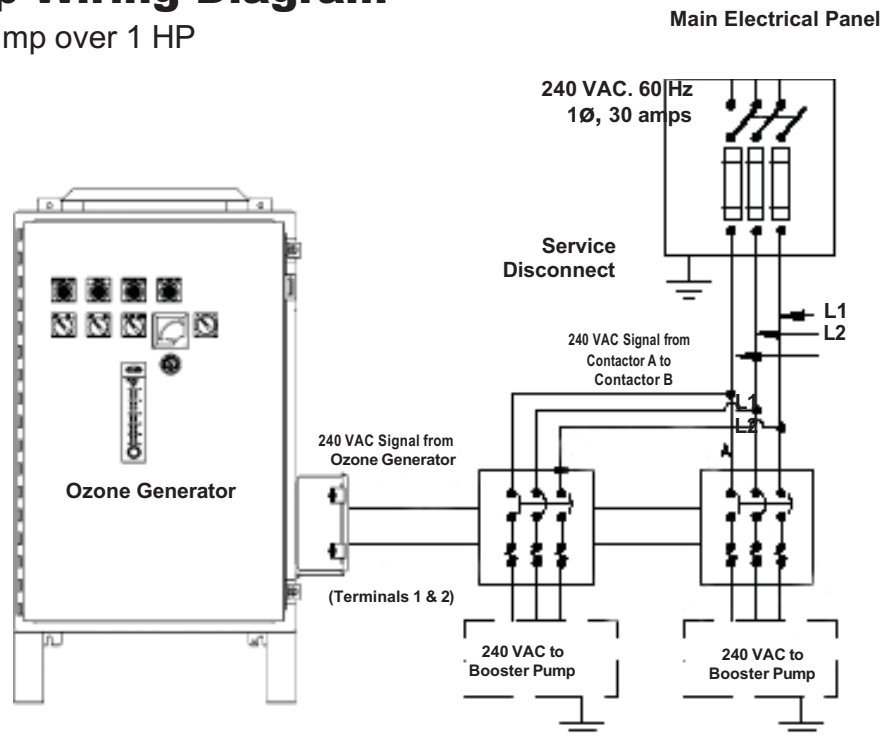 Wiring Diagram
mp over 1 HP
Main Electrical Panel
240 VAC. 60 Hz
1Ø, 30 amps
Service
Disconnect
L1
L2
240 VAC Signal from
Contactor A to
Contactor B
L1
L2
A
240 VAC Signal from
Ozone Generator
Ozone Generator
(Terminals 1 & 2)
240 VAC to
Booster Pump
240 VAC to
Booster Pump